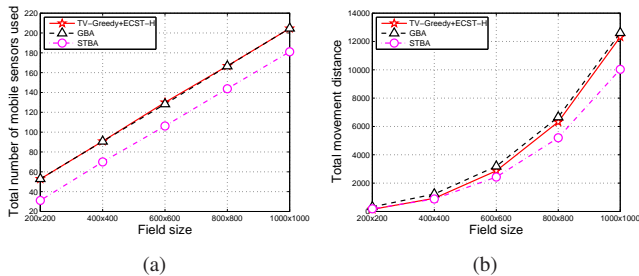 Total number of mobile sensors used
220
200
180
160
140
120
100
80
60
40
20
TV-Greedy+ECST-H
GBA
STBA
200x200 400x400 600x600 800x800 1000x1000
Field size
(a)
Total movement distance
14000
12000
10000
8000
6000
4000
2000
TV-Greedy+ECST-H
GBA
STBA
200x200 400x400 600x600 800x800 1000x1000
Field size
(b)